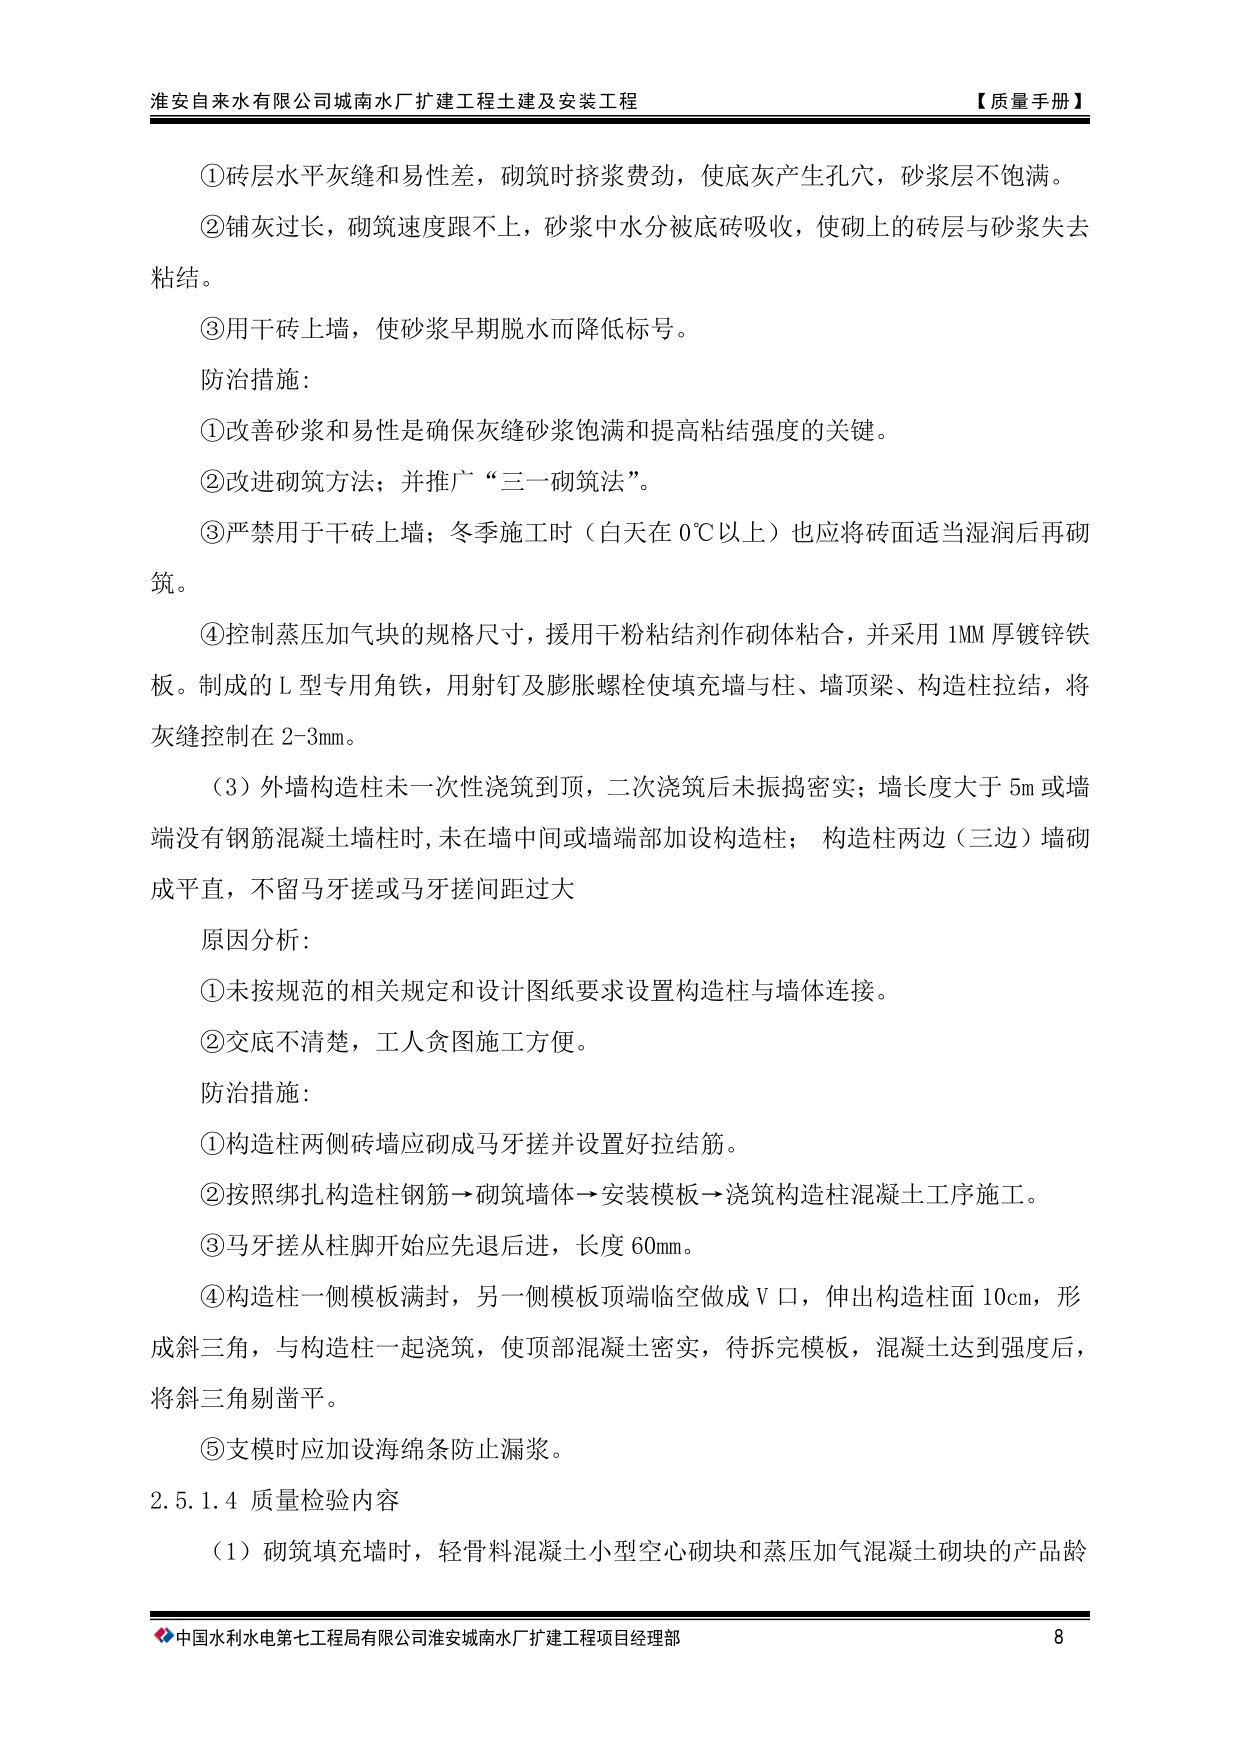 淮安自来水有限公司城南水厂扩建工程土建及安装工程 【质量手册】
①砖层水平灰缝和易性差，砌筑时挤浆费劲，使底灰产生孔穴，砂浆层不饱满。
②铺灰过长，砌筑速度跟不上，砂浆中水分被底砖吸收，使砌上的砖层与砂浆失去
粘结。
③用干砖上墙，使砂浆早期脱水而降低标号。
防治措施:
①改善砂浆和易性是确保灰缝砂浆饱满和提高粘结强度的关键。
②改进砌筑方法；并推广“三一砌筑法”。
③严禁用于干砖上墙；冬季施工时（白天在 0℃以上）也应将砖面适当湿润后再砌
筑。
④控制蒸压加气块的规格尺寸，援用干粉粘结剂作砌体粘合，并采用 1MM 厚镀锌铁
板。制成的 L 型专用角铁，用射钉及膨胀螺栓使填充墙与柱、墙顶梁、构造柱拉结，将
灰缝控制在 2-3mm。
（3）外墙构造柱未一次性浇筑到顶，二次浇筑后未振捣密实；墙长度大于 5m 或墙
端没有钢筋混凝土墙柱时,未在墙中间或墙端部加设构造柱； 构造柱两边（三边）墙砌
成平直，不留马牙搓或马牙搓间距过大
原因分析:
①未按规范的相关规定和设计图纸要求设置构造柱与墙体连接。
②交底不清楚，工人贪图施工方便。
防治措施:
①构造柱两侧砖墙应砌成马牙搓并设置好拉结筋。
②按照绑扎构造柱钢筋→砌筑墙体→安装模板→浇筑构造柱混凝土工序施工。
③马牙搓从柱脚开始应先退后进，长度 60mm。
④构造柱一侧模板满封，另一侧模板顶端临空做成 V 口，伸出构造柱面 10cm，形
成斜三角，与构造柱一起浇筑，使顶部混凝土密实，待拆完模板，混凝土达到强度后，
将斜三角剔凿平。
⑤支模时应加设海绵条防止漏浆。
2.5.1.4 质量检验内容
（1）砌筑填充墙时，轻骨料混凝土小型空心砌块和蒸压加气混凝土砌块的产品龄
中国水利水电第七工程局有限公司淮安城南水厂扩建工程项目经理部 8